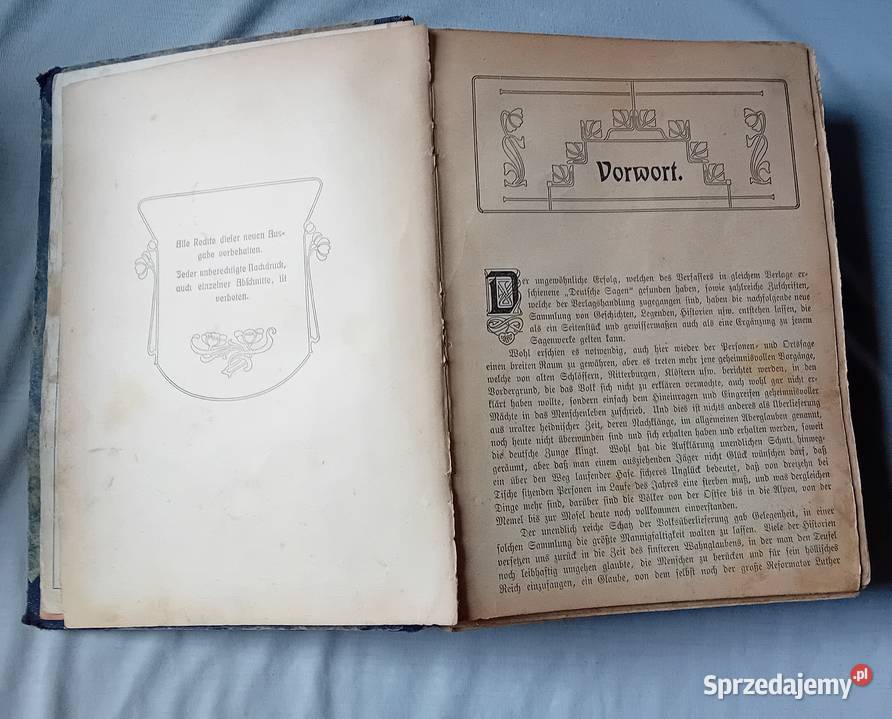 Alle Rechte dieser neuen Aus-
gabe vorbehalten.
Jeder unberechtigte Nachdruck,
auch einzelner Abschnitte, ist
verboten.
Vorwort.
Der ungewöhnliche Erfolg, welchen des Verfassers in gleichem Verlage er-
schienene „Deutsche Sagen“ gefunden haben, sowie zahlreiche Zuschriften,
welche der Verlagshandlung zugegangen sind, haben die nachfolgende neue
Sammlung von Geschichten, Legenden, Historien usw. entstehen lassen, die
als ein Seitenstück und gewissermaßen auch als eine Ergänzung zu jenem
Sagenwerke gelten kann.
Wohl erschien es notwendig, auch hier wieder der Personen- und Ortssage
einen breiten Raum zu gewähren, aber es treten mehr jene geheimnisvollen Vorgänge,
welche von alten Schlössern, Ritterburgen, Klöstern usw. berichtet werden, in den
Vordergrund, die das Volk sich nicht zu erklären vermochte, auch wohl gar nicht er-
klärt haben wollte, sondern einfach dem Hineinragen und Eingreifen geheimnisvoller
Mächte in das Menschenleben zuschrieb. Und dies ist nichts anderes als Überlieferung
aus uralter heidnischer Zeit, deren Nachklänge, im allgemeinen Aberglauben genannt,
noch heute nicht überwunden sind und sich erhalten haben und erhalten werden, soweit
die deutsche Zunge klingt. Wohl hat die Aufklärung unendlichen Schutt hinweg-
geräumt, aber daß man einem ausziehenden Jäger nicht Glück wünschen darf, daß
ein über den Weg laufender Hase sicheres Unglück bedeutet, daß von dreizehn bei
Tische sitzenden Personen im Laufe des Jahres eine sterben muß, und was dergleichen
Dinge mehr sind, darüber sind die Völker von der Ostsee bis in die Alpen, von der
Memel bis zur Mosel heute noch vollkommen einverstanden.
Der unendlich reiche Schatz der Volksüberlieferung gab Gelegenheit, in einer
solchen Sammlung die größte Mannigfaltigkeit walten zu lassen. Viele der Historien
versetzen uns zurück in die Zeit des finsteren Wahnglaubens, in der man den Teufel
noch leibhaftig umgehen glaubte, die Menschen zu berücken und für sein höllisches
Reich einzufangen, ein Glaube, von dem selbst noch der große Reformator Luther
Sprzedajemy.pl